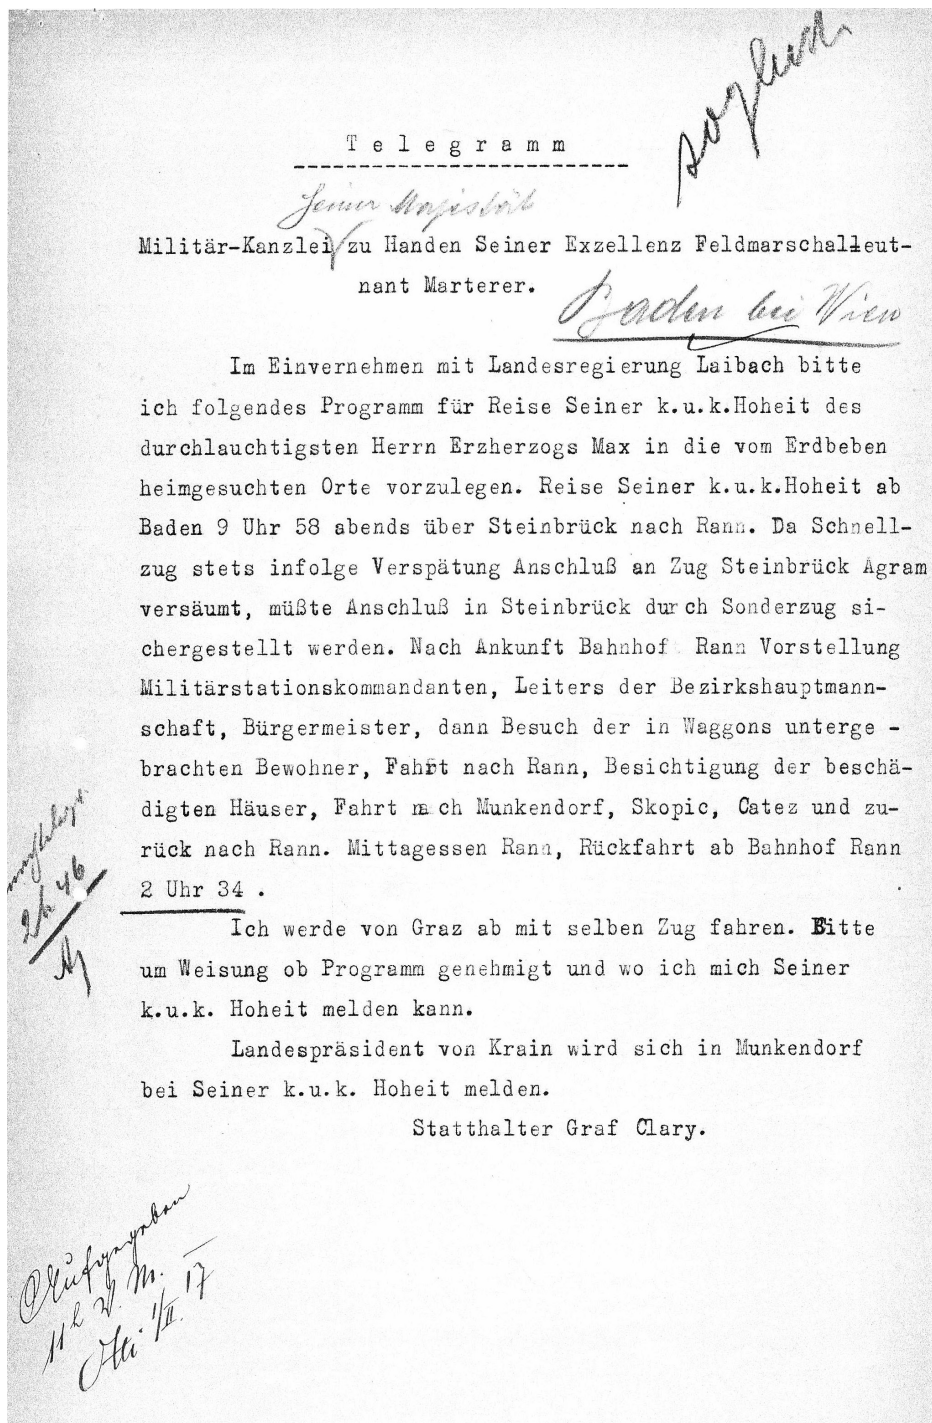 sogleich
Telegramm
Seiner Majestät
Militär-Kanzlei zu Handen Seiner Exzellenz Feldmarschalleut-
nant Marterer.
Baden bei Wien
Im Einvernehmen mit Landesregierung Laibach bitte
ich folgendes Programm für Reise Seiner k.u.k.Hoheit des
durchlauchtigsten Herrn Erzherzogs Max in die vom Erdbeben
heimgesuchten Orte vorzulegen. Reise Seiner k.u.k.Hoheit ab
Baden 9 Uhr 58 abends über Steinbrück nach Rann. Da Schnell-
zug stets infolge Verspätung Anschluß an Zug Steinbrück Agram
versäumt, müßte Anschluß in Steinbrück durch Sonderzug si-
chergestellt werden. Nach Ankunft Bahnhof Rann Vorstellung
Militärstationskommandanten, Leiters der Bezirkshauptmann-
schaft, Bürgermeister, dann Besuch der in Waggons unterge -
brachten Bewohner, Fahrt nach Rann, Besichtigung der beschä-
digten Häuser, Fahrt nach Munkendorf, Skopic, Catez und zu-
rück nach Rann. Mittagessen Rann, Rückfahrt ab Bahnhof Rann
2 Uhr 34 .
2h 46
Ich werde von Graz ab mit selben Zug fahren. Bitte
um Weisung ob Programm genehmigt und wo ich mich Seiner
k.u.k. Hoheit melden kann.
Landespräsident von Krain wird sich in Munkendorf
bei Seiner k.u.k. Hoheit melden.
Statthalter Graf Clary.
Aufgegeben
11h V. M.
1/II. 17